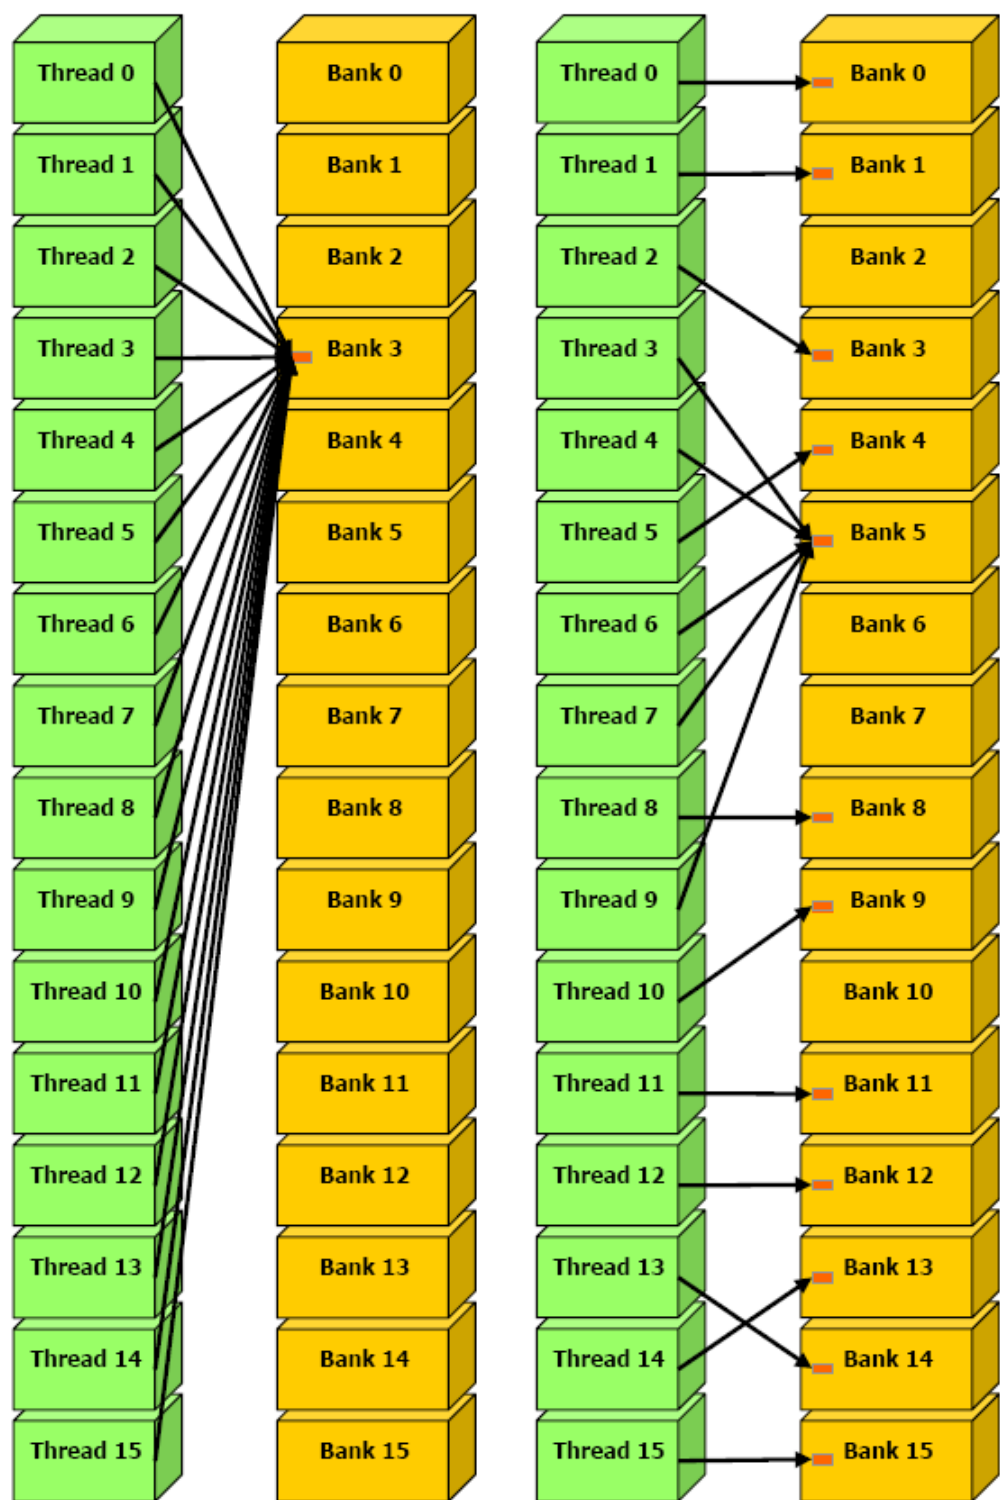 Thread 0 Bank 0 Thread 0 Bank 0
Thread 1 Bank 1 Thread 1 Bank 1
Thread 2 Bank 2 Thread 2 Bank 2
Thread 3 Bank 3 Thread 3 Bank 3
Thread 4 Bank 4 Thread 4 Bank 4
Thread 5 Bank 5 Thread 5 Bank 5
Thread 6 Bank 6 Thread 6 Bank 6
Thread 7 Bank 7 Thread 7 Bank 7
Thread 8 Bank 8 Thread 8 Bank 8
Thread 9 Bank 9 Thread 9 Bank 9
Thread 10 Bank 10 Thread 10 Bank 10
Thread 11 Bank 11 Thread 11 Bank 11
Thread 12 Bank 12 Thread 12 Bank 12
Thread 13 Bank 13 Thread 13 Bank 13
Thread 14 Bank 14 Thread 14 Bank 14
Thread 15 Bank 15 Thread 15 Bank 15